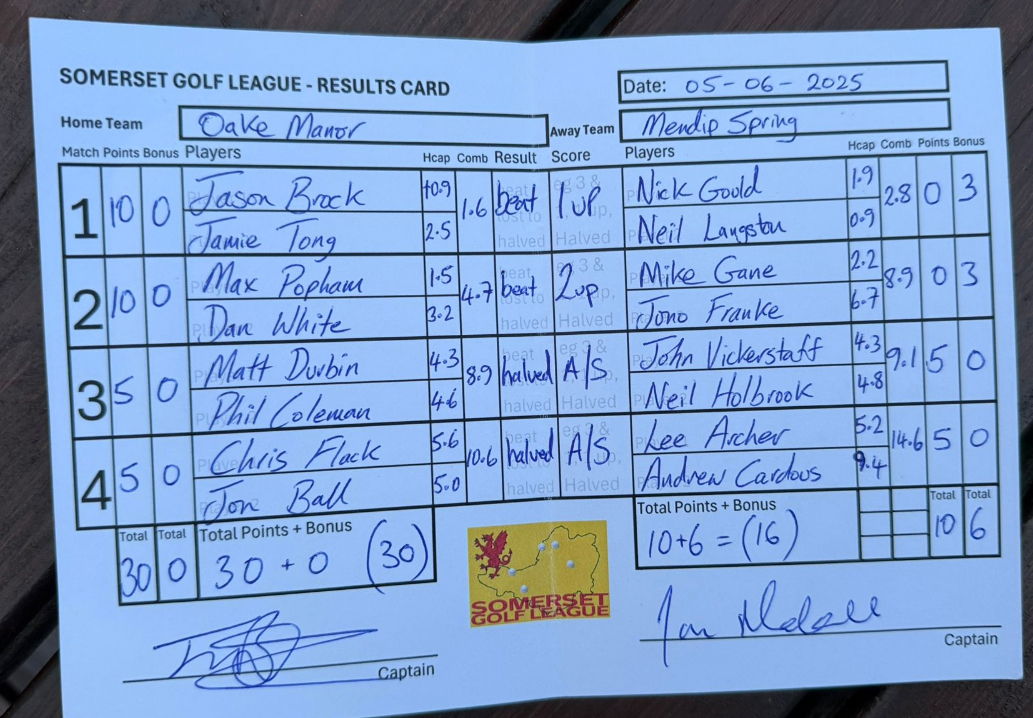 SOMERSET GOLF LEAGUE - RESULTS CARD
Date: 05-06-2025
Home Team Oake Manor Away Team Mendip Spring
Match Points Bonus Players Hcap Comb Result Score Players Hcap Comb Points Bonus
1 10 0 Jason Brock +0.9 1.6 beat 1up Nick Gould 1.9 2.8 0 3
Jamie Tong 2.5 Neil Langston 0.9
2 10 0 Max Popham 1.5 4.7 beat 2up Mike Gane 2.2 8.9 0 3
Dan White 3.2 Jono Franke 6.7
3 5 0 Matt Durbin 4.3 8.9 halved A/S John Vickerstaff 4.3 9.1 5 0
Phil Coleman 4.6 Neil Holbrook 4.8
4 5 0 Chris Flack 5.6 10.6 halved A/S Lee Archer 5.2 14.6 5 0
Jon Ball 5.0 Andrew Cardous 9.4
Total Total Total Points + Bonus Total Points + Bonus Total Total
30 0 30 + 0 (30) 10+6 = (16) 10 6
SOMERSET
GOLF LEAGUE
Captain Captain